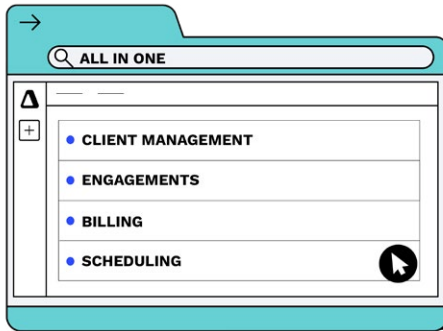 ALL IN ONE
CLIENT MANAGEMENT
ENGAGEMENTS
BILLING
SCHEDULING